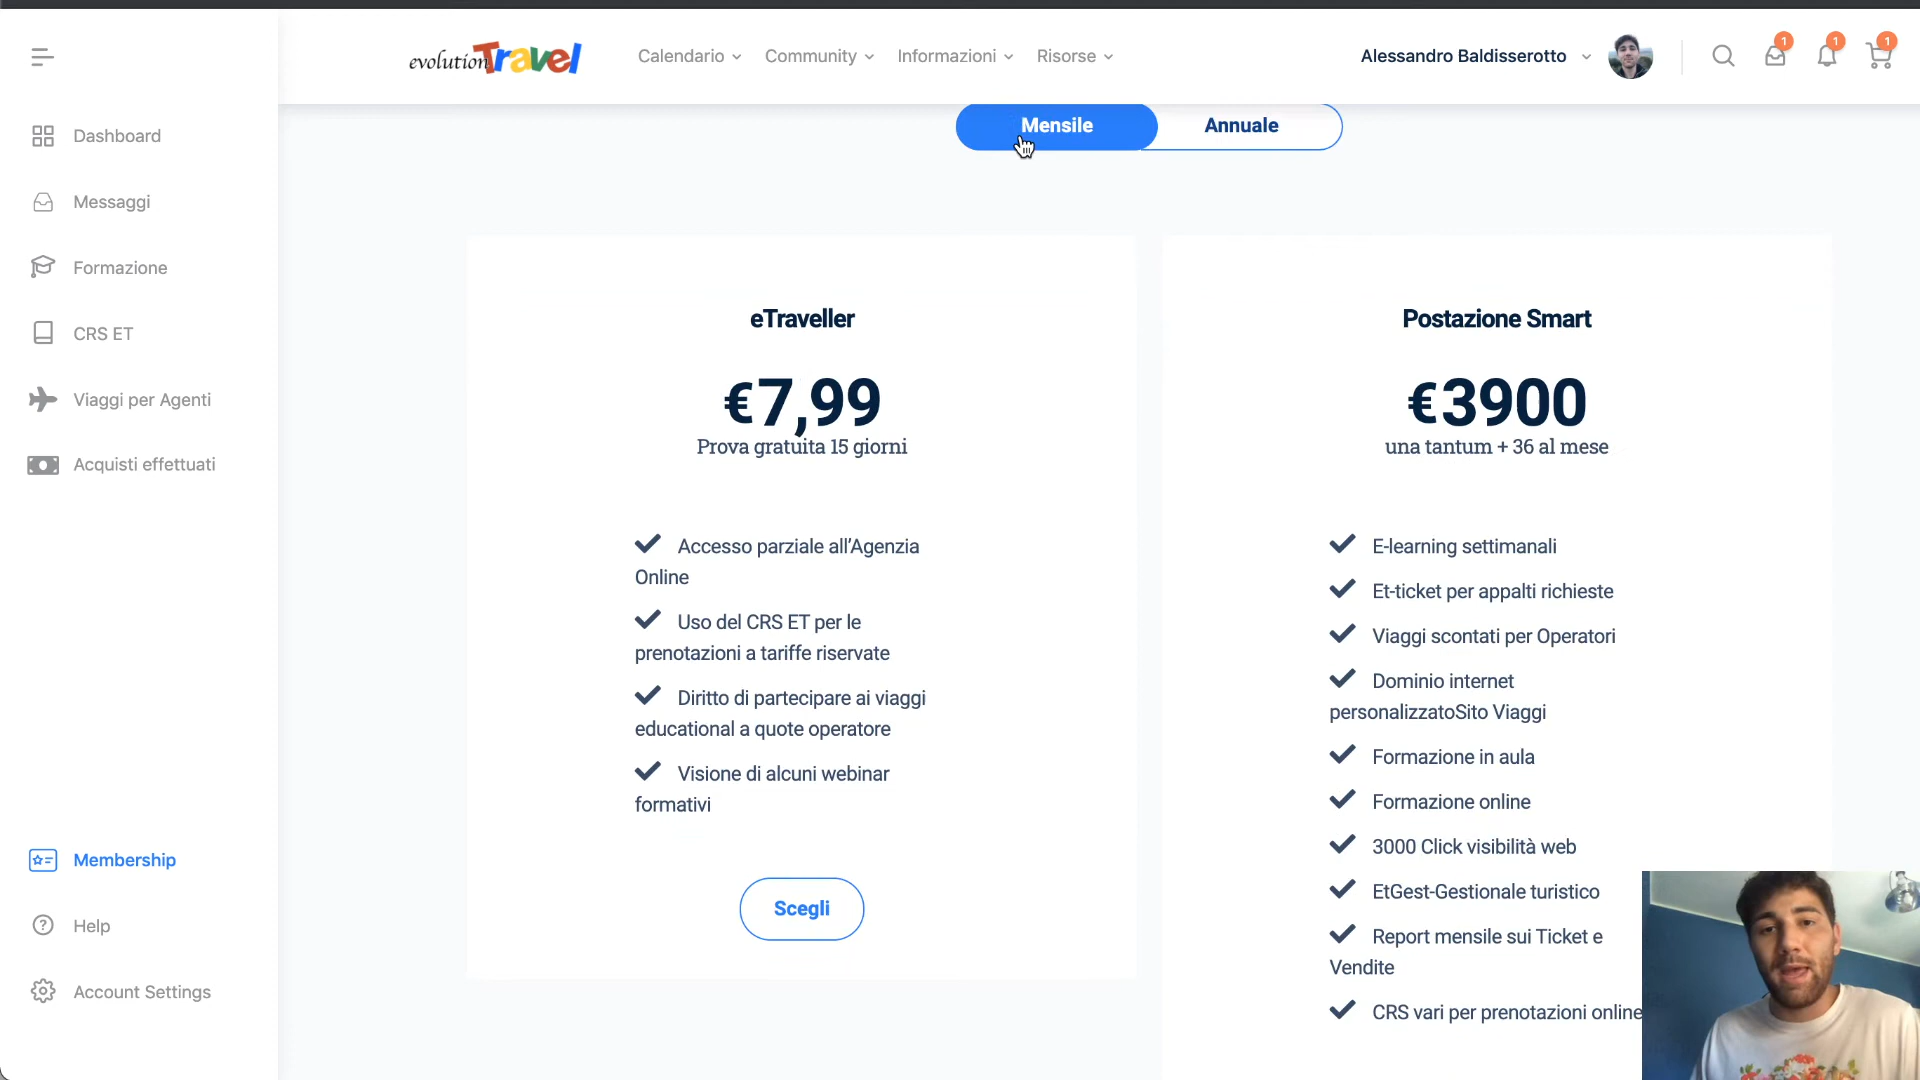 evolutionTravel
Calendario
Community
Informazioni
Risorse
Alessandro Baldisserotto
1
1
1
Dashboard
Messaggi
Formazione
CRS ET
Viaggi per Agenti
Acquisti effettuati
Membership
Help
Account Settings
Mensile
Annuale
eTraveller
€7,99
Prova gratuita 15 giorni
Accesso parziale all'Agenzia
Online
Uso del CRS ET per le
prenotazioni a tariffe riservate
Diritto di partecipare ai viaggi
educational a quote operatore
Visione di alcuni webinar
formativi
Scegli
Postazione Smart
€3900
una tantum + 36 al mese
E-learning settimanali
Et-ticket per appalti richieste
Viaggi scontati per Operatori
Dominio internet
personalizzatoSito Viaggi
Formazione in aula
Formazione online
3000 Click visibilità web
EtGest-Gestionale turistico
Report mensile sui Ticket e
Vendite
CRS vari per prenotazioni online